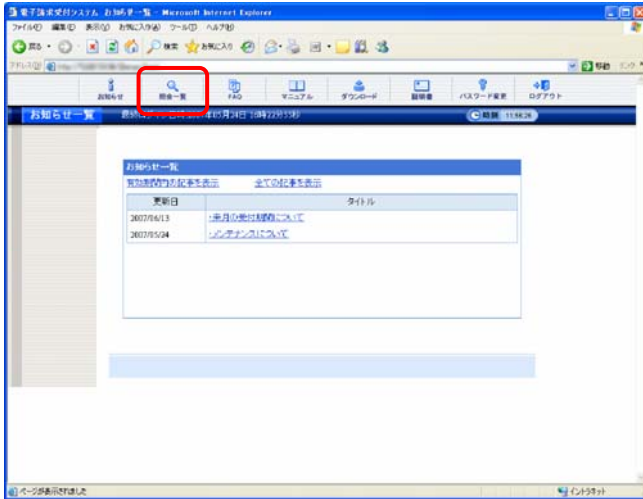 電子請求受付システム お知らせ一覧 - Microsoft Internet Explorer
ファイル(F) 編集(E) 表示(V) お気に入り(A) ツール(T) ヘルプ(H)
戻る 検索 お気に入り
アドレス(D) 移動 リンク
お知らせ 照会一覧 FAQ マニュアル ダウンロード 証明書 パスワード変更 ログアウト
お知らせ一覧 時刻 11:58:26
お知らせ一覧
有効期間内の記事を表示 全ての記事を表示
更新日 タイトル
2007/06/13 ・来月の受付期間について
2007/05/24 ・メンテナンスについて
ページが表示されました イントラネット